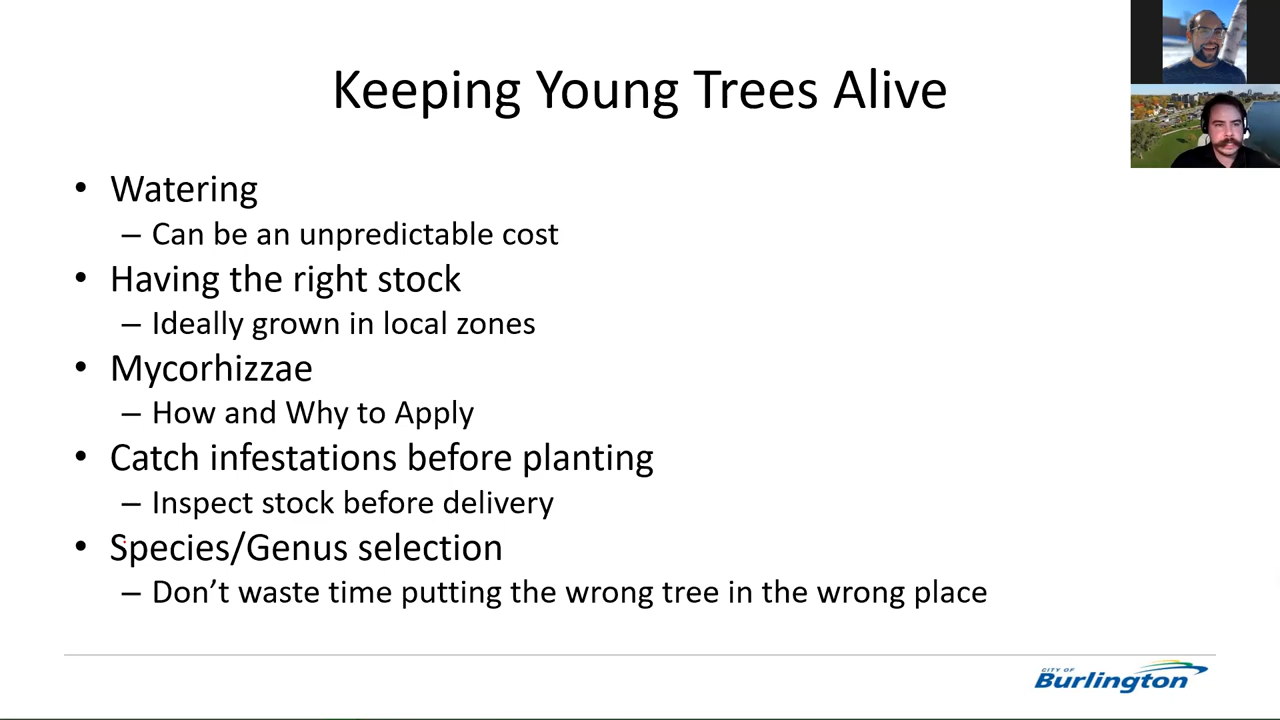 Keeping Young Trees Alive
• Watering
– Can be an unpredictable cost
• Having the right stock
– Ideally grown in local zones
• Mycorhizzae
– How and Why to Apply
• Catch infestations before planting
– Inspect stock before delivery
• Species/Genus selection
– Don’t waste time putting the wrong tree in the wrong place
CITY OF
Burlington